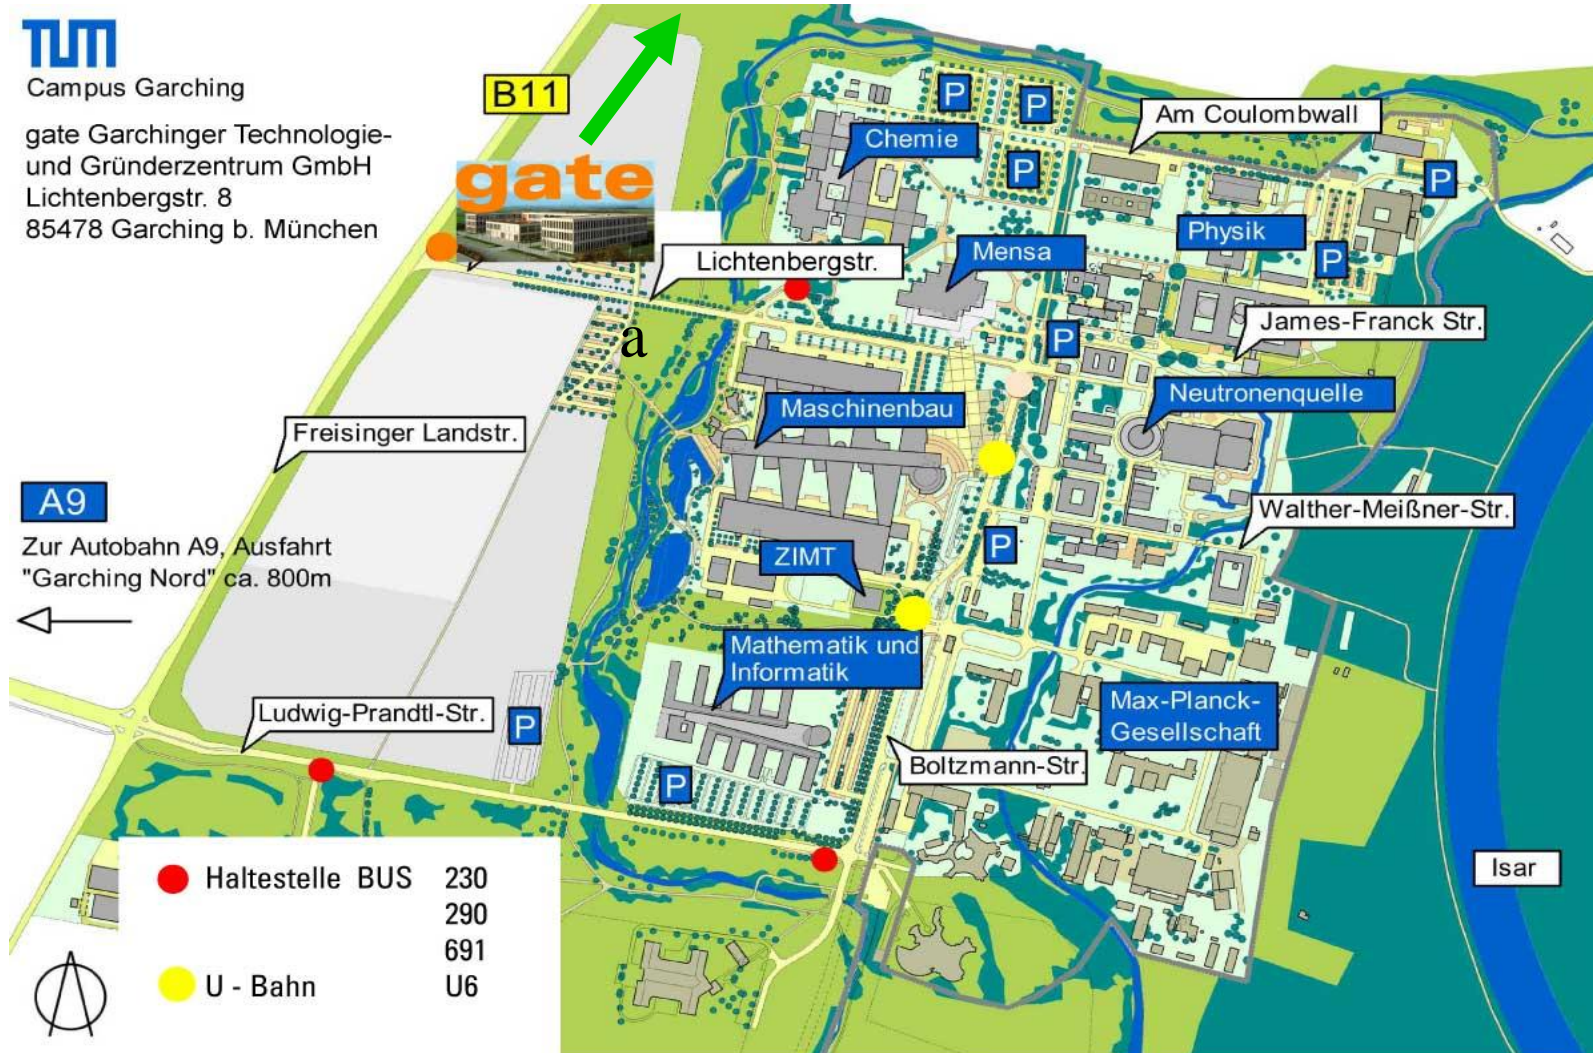 TUM
Campus Garching
gate Garchinger Technologie-
und Gründerzentrum GmbH
Lichtenbergstr. 8
85478 Garching b. München
B11
gate
Chemie
P
P
P
Am Coulombwall
P
Physik
P
Mensa
Lichtenbergstr.
a
P
James-Franck Str.
Neutronenquelle
Maschinenbau
Freisinger Landstr.
A9
Zur Autobahn A9, Ausfahrt
"Garching Nord" ca. 800m
Walther-Meißner-Str.
P
ZIMT
Mathematik und
Informatik
Max-Planck-
Gesellschaft
Ludwig-Prandtl-Str.
P
Boltzmann-Str.
P
Isar
Haltestelle BUS 230
290
691
U - Bahn U6